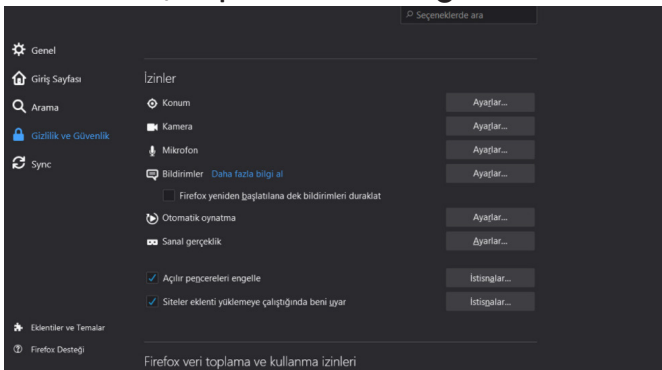 Seçeneklerde ara
Genel
Giriş Sayfası
Arama
Gizlilik ve Güvenlik
Sync
İzinler
Konum Ayarlar...
Kamera Ayarlar...
Mikrofon Ayarlar...
Bildirimler Daha fazla bilgi al Ayarlar...
Firefox yeniden başlatılana dek bildirimleri duraklat
Otomatik oynatma Ayarlar...
Sanal gerçeklik Ayarlar...
Açılır pencereleri engelle İstisnalar...
Siteler eklenti yüklemeye çalıştığında beni uyar İstisnalar...
Eklentiler ve Temalar
Firefox Desteği
Firefox veri toplama ve kullanma izinleri